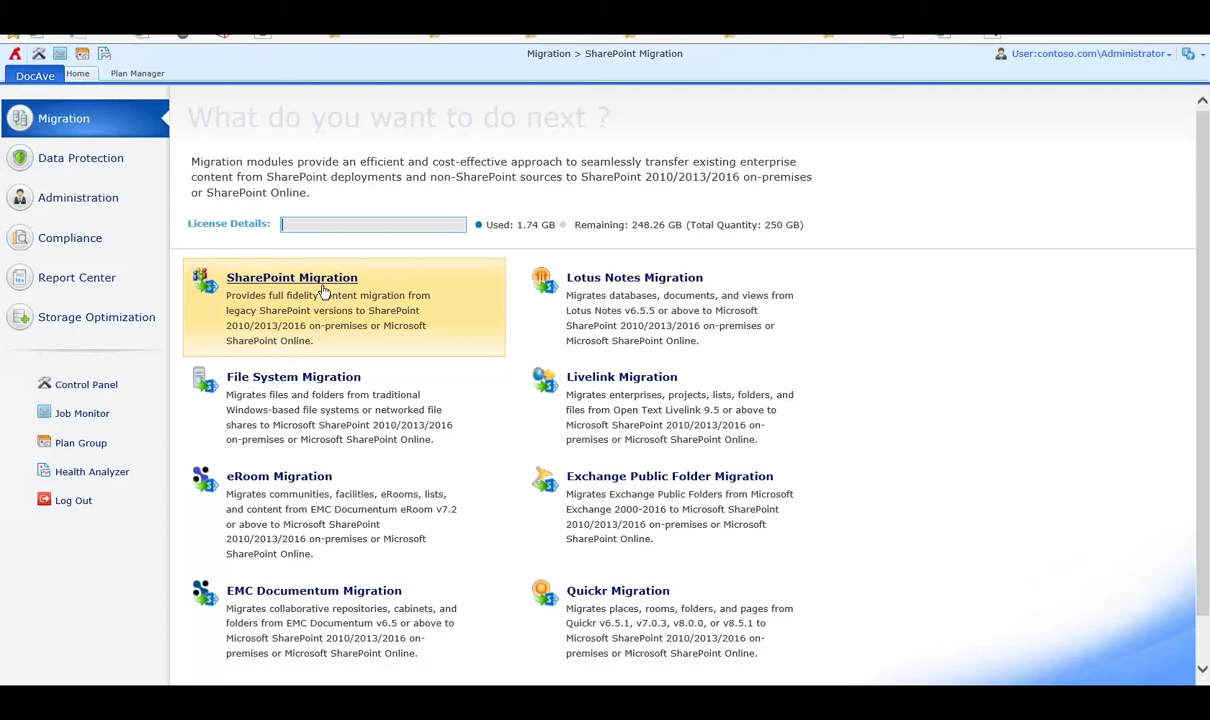 Migration > SharePoint Migration
User:contoso.com\Administrator
DocAve
Home
Plan Manager
Migration
Data Protection
Administration
Compliance
Report Center
Storage Optimization
Control Panel
Job Monitor
Plan Group
Health Analyzer
Log Out
What do you want to do next ?
Migration modules provide an efficient and cost-effective approach to seamlessly transfer existing enterprise
content from SharePoint deployments and non-SharePoint sources to SharePoint 2010/2013/2016 on-premises
or SharePoint Online.
License Details:
Used: 1.74 GB
Remaining: 248.26 GB (Total Quantity: 250 GB)
SharePoint Migration
Provides full fidelity content migration from
legacy SharePoint versions to SharePoint
2010/2013/2016 on-premises or Microsoft
SharePoint Online.
Lotus Notes Migration
Migrates databases, documents, and views from
Lotus Notes v6.5.5 or above to Microsoft
SharePoint 2010/2013/2016 on-premises or
Microsoft SharePoint Online.
File System Migration
Migrates files and folders from traditional
Windows-based file systems or networked file
shares to Microsoft SharePoint 2010/2013/2016
on-premises or Microsoft SharePoint Online.
Livelink Migration
Migrates enterprises, projects, lists, folders, and
files from Open Text Livelink 9.5 or above to
Microsoft SharePoint 2010/2013/2016 on-
premises or Microsoft SharePoint Online.
eRoom Migration
Migrates communities, facilities, eRooms, lists,
and content from EMC Documentum eRoom v7.2
or above to Microsoft SharePoint
2010/2013/2016 on-premises or Microsoft
SharePoint Online.
Exchange Public Folder Migration
Migrates Exchange Public Folders from Microsoft
Exchange 2000-2016 to Microsoft SharePoint
2010/2013/2016 on-premises or Microsoft
SharePoint Online.
EMC Documentum Migration
Migrates collaborative repositories, cabinets, and
folders from EMC Documentum v6.5 or above to
Microsoft SharePoint 2010/2013/2016 on-
premises or Microsoft SharePoint Online.
Quickr Migration
Migrates places, rooms, folders, and pages from
Quickr v6.5.1, v7.0.3, v8.0.0, or v8.5.1 to
Microsoft SharePoint 2010/2013/2016 on-
premises or Microsoft SharePoint Online.